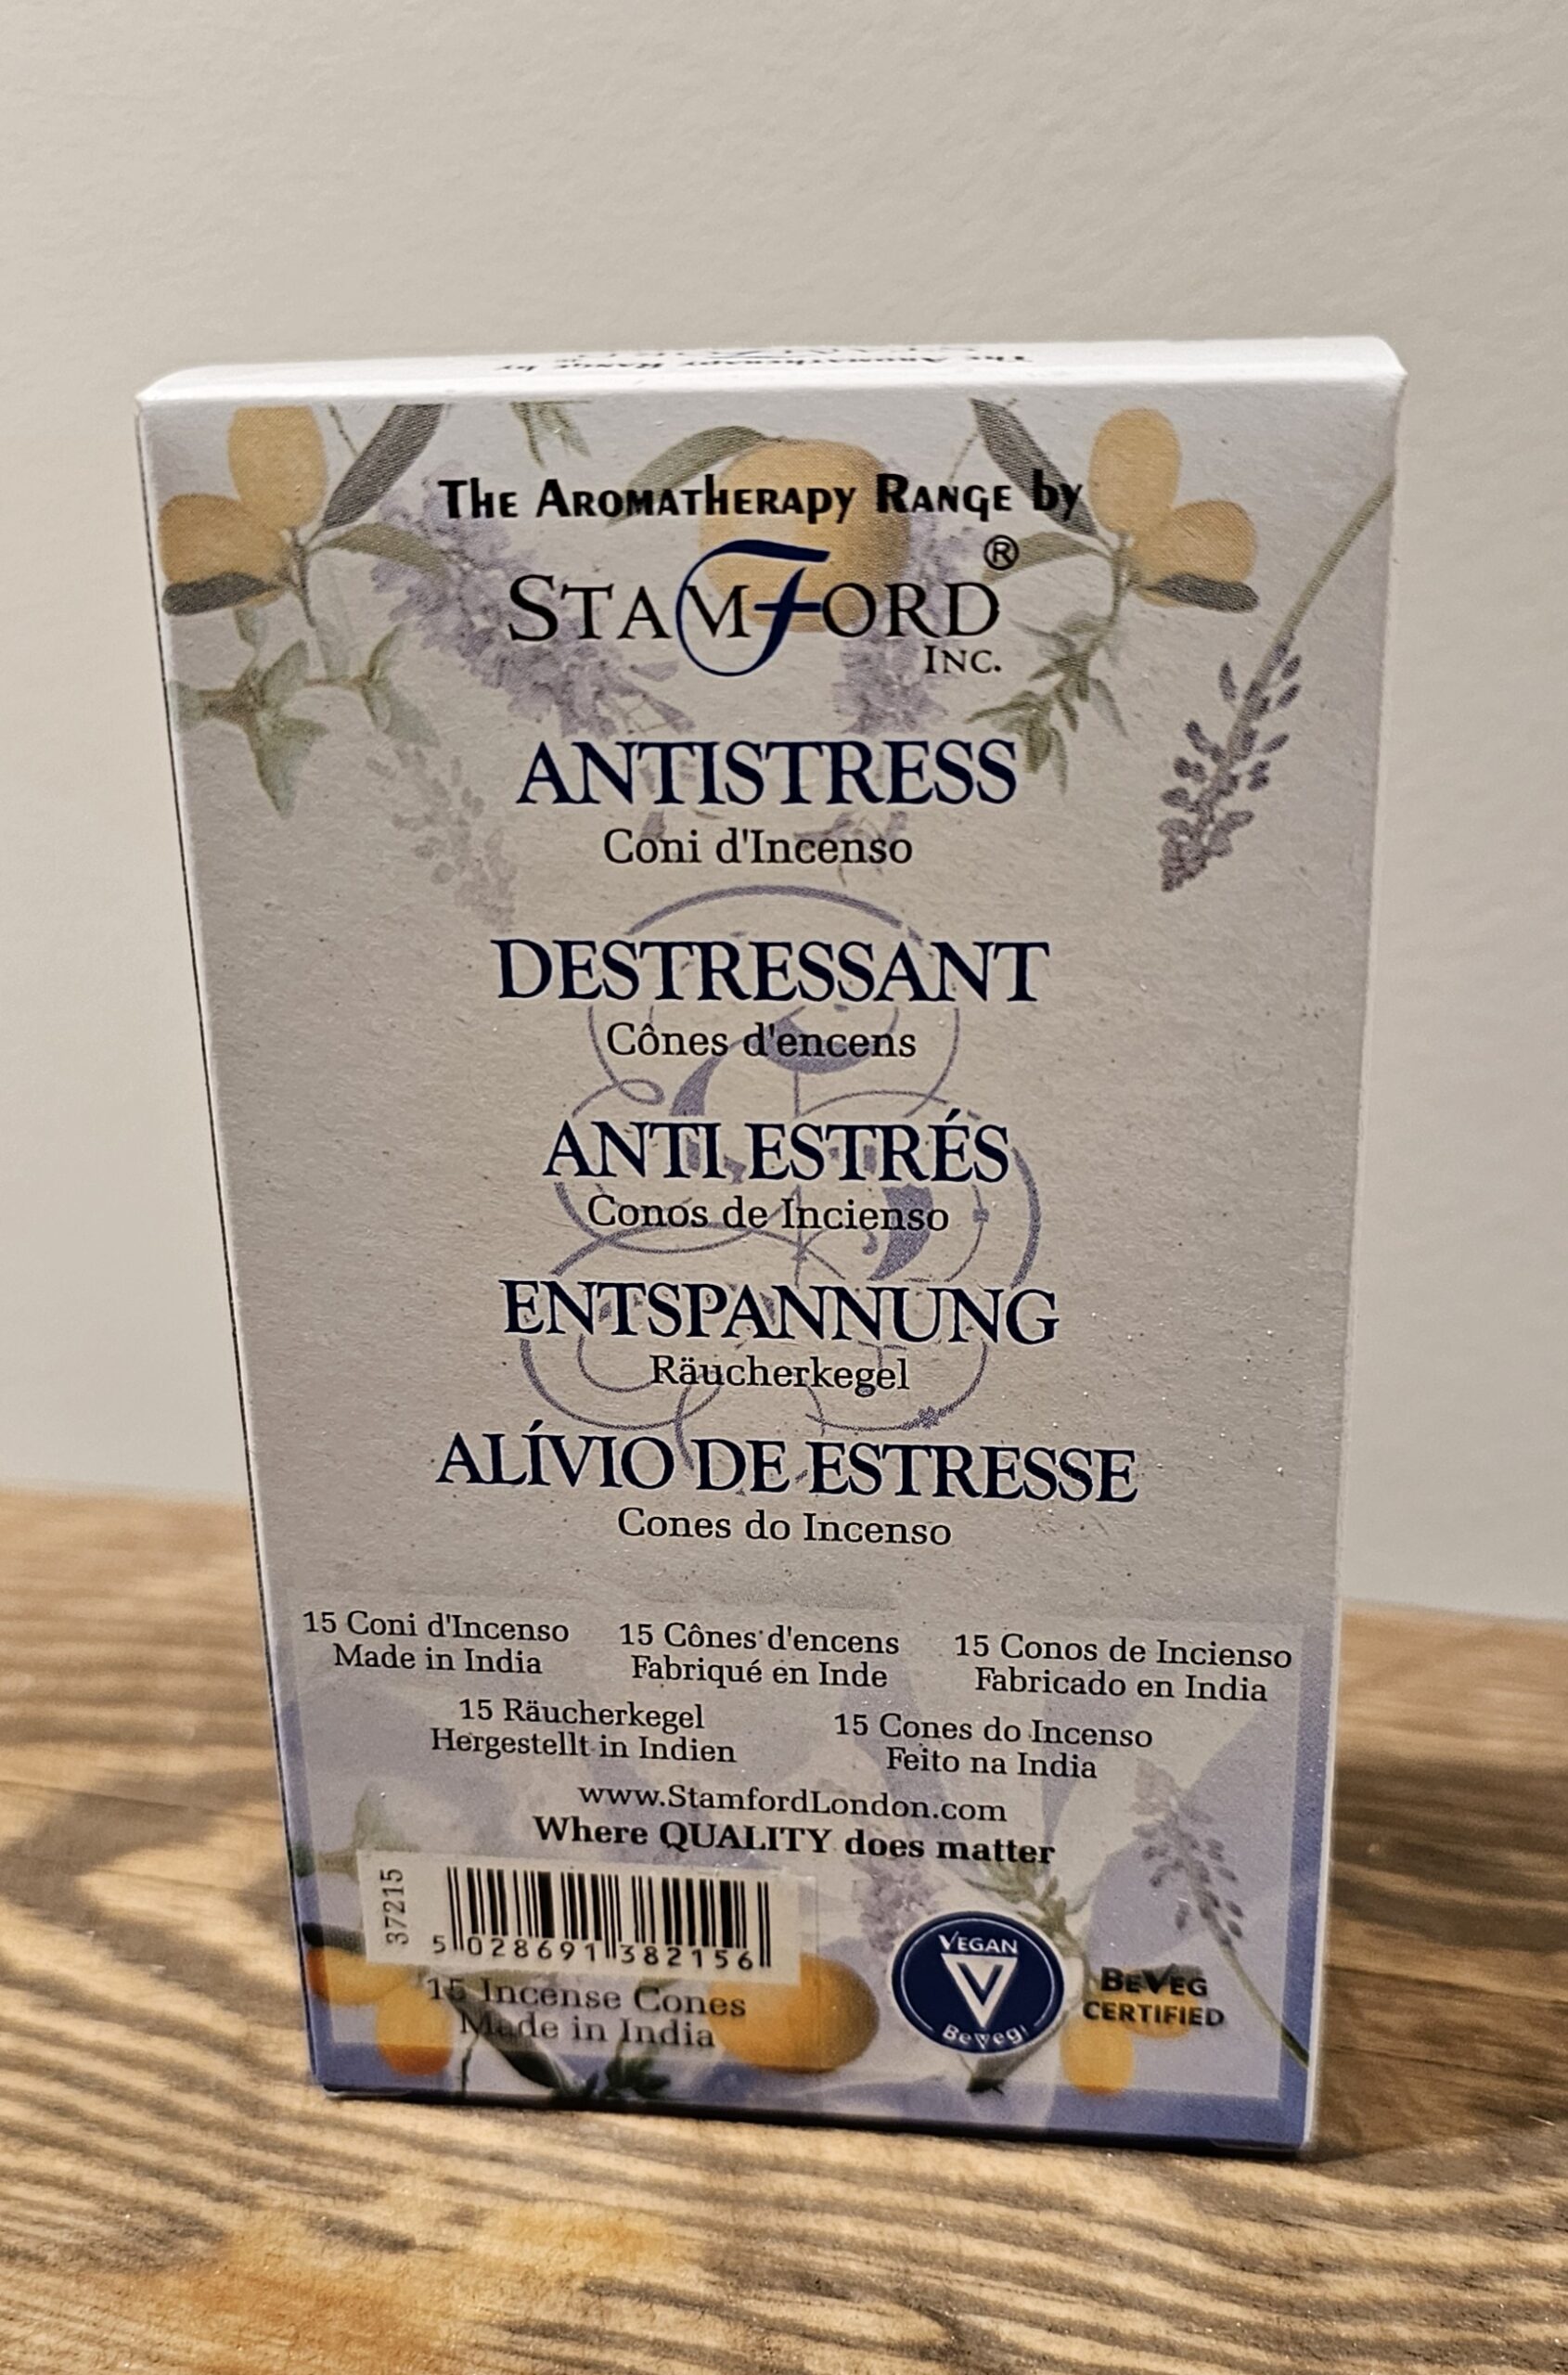 The Aromatherapy Range by
The Aromatherapy Range by
STAMFORD®
INC.
ANTISTRESS
Coni d'Incenso
DESTRESSANT
Cônes d'encens
ANTI ESTRÉS
Conos de Incienso
ENTSPANNUNG
Räucherkegel
ALÍVIO DE ESTRESSE
Cones do Incenso
15 Coni d'Incenso
Made in India
15 Cônes d'encens
Fabriqué en Inde
15 Conos de Incienso
Fabricado en India
15 Räucherkegel
Hergestellt in Indien
15 Cones do Incenso
Feito na India
www.StamfordLondon.com
Where QUALITY does matter
37215
5 028691 382156
15 Incense Cones
Made in India
VEGAN
V
BeVeg!
BEVEG
CERTIFIED